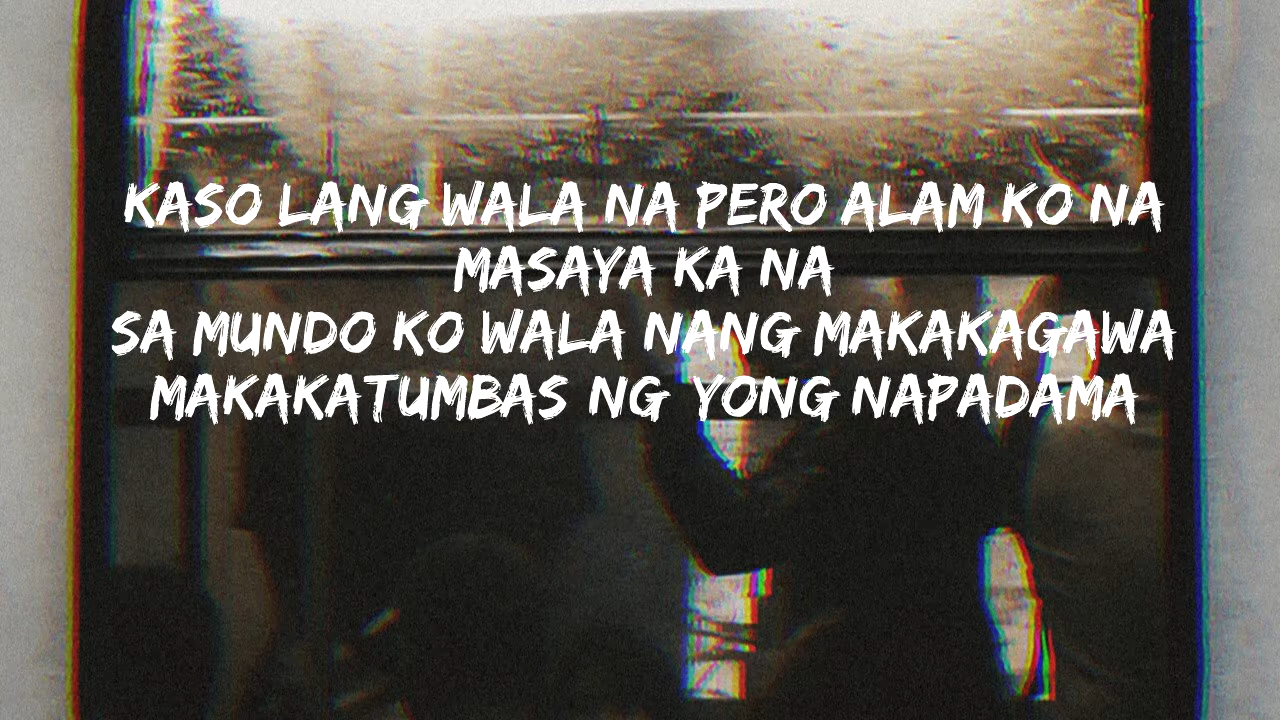 KASO LANG WALA NA PERO ALAM KO NA
MASAYA KA NA
SA MUNDO KO WALA NANG MAKAKAGAWA
MAKAKATUMBAS NG YONG NAPADAMA